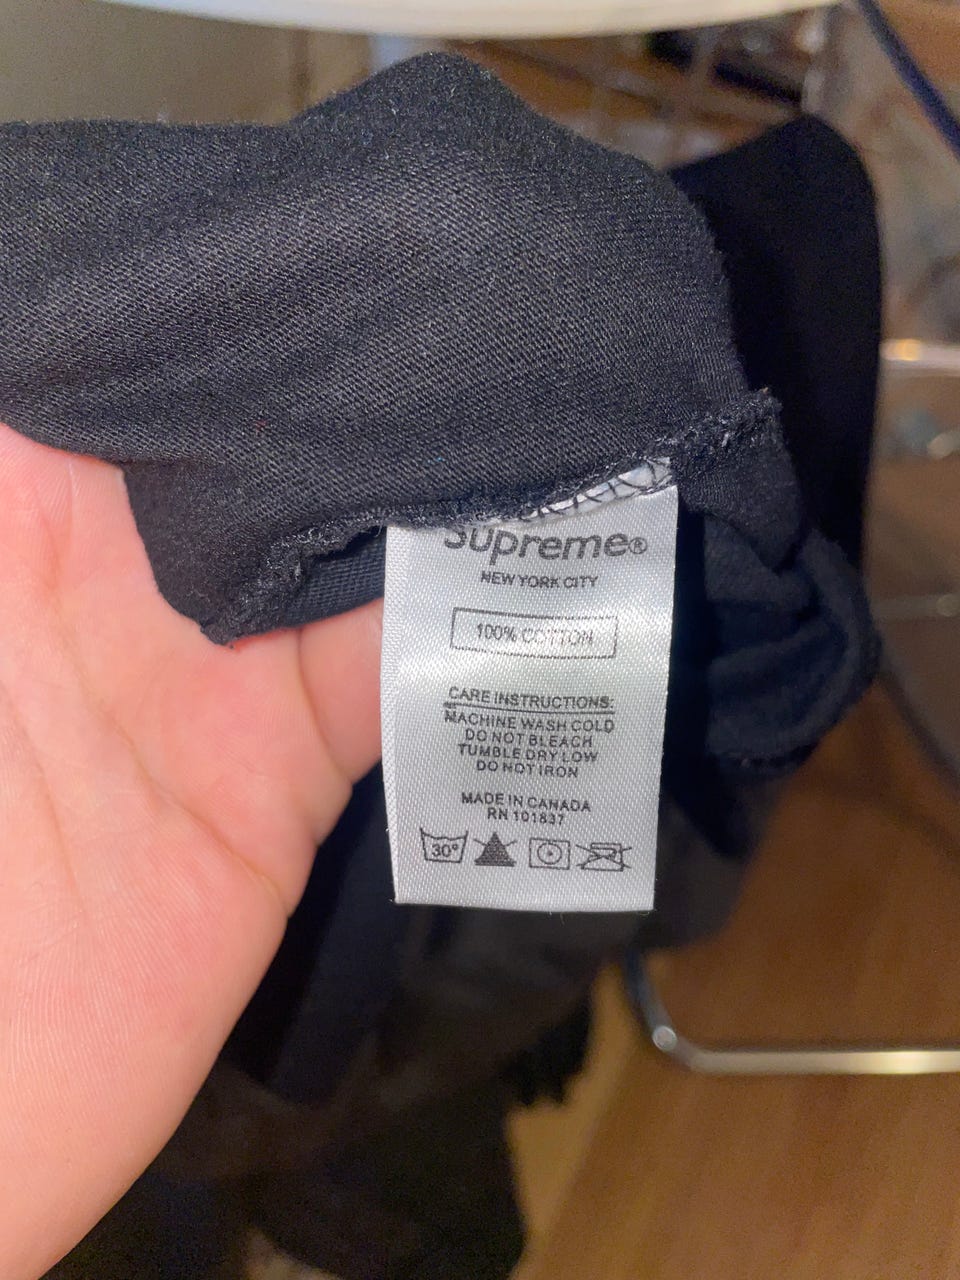 Supreme®
NEW YORK CITY
100% COTTON
CARE INSTRUCTIONS:
MACHINE WASH COLD
DO NOT BLEACH
TUMBLE DRY LOW
DO NOT IRON
MADE IN CANADA
RN 101837
30°